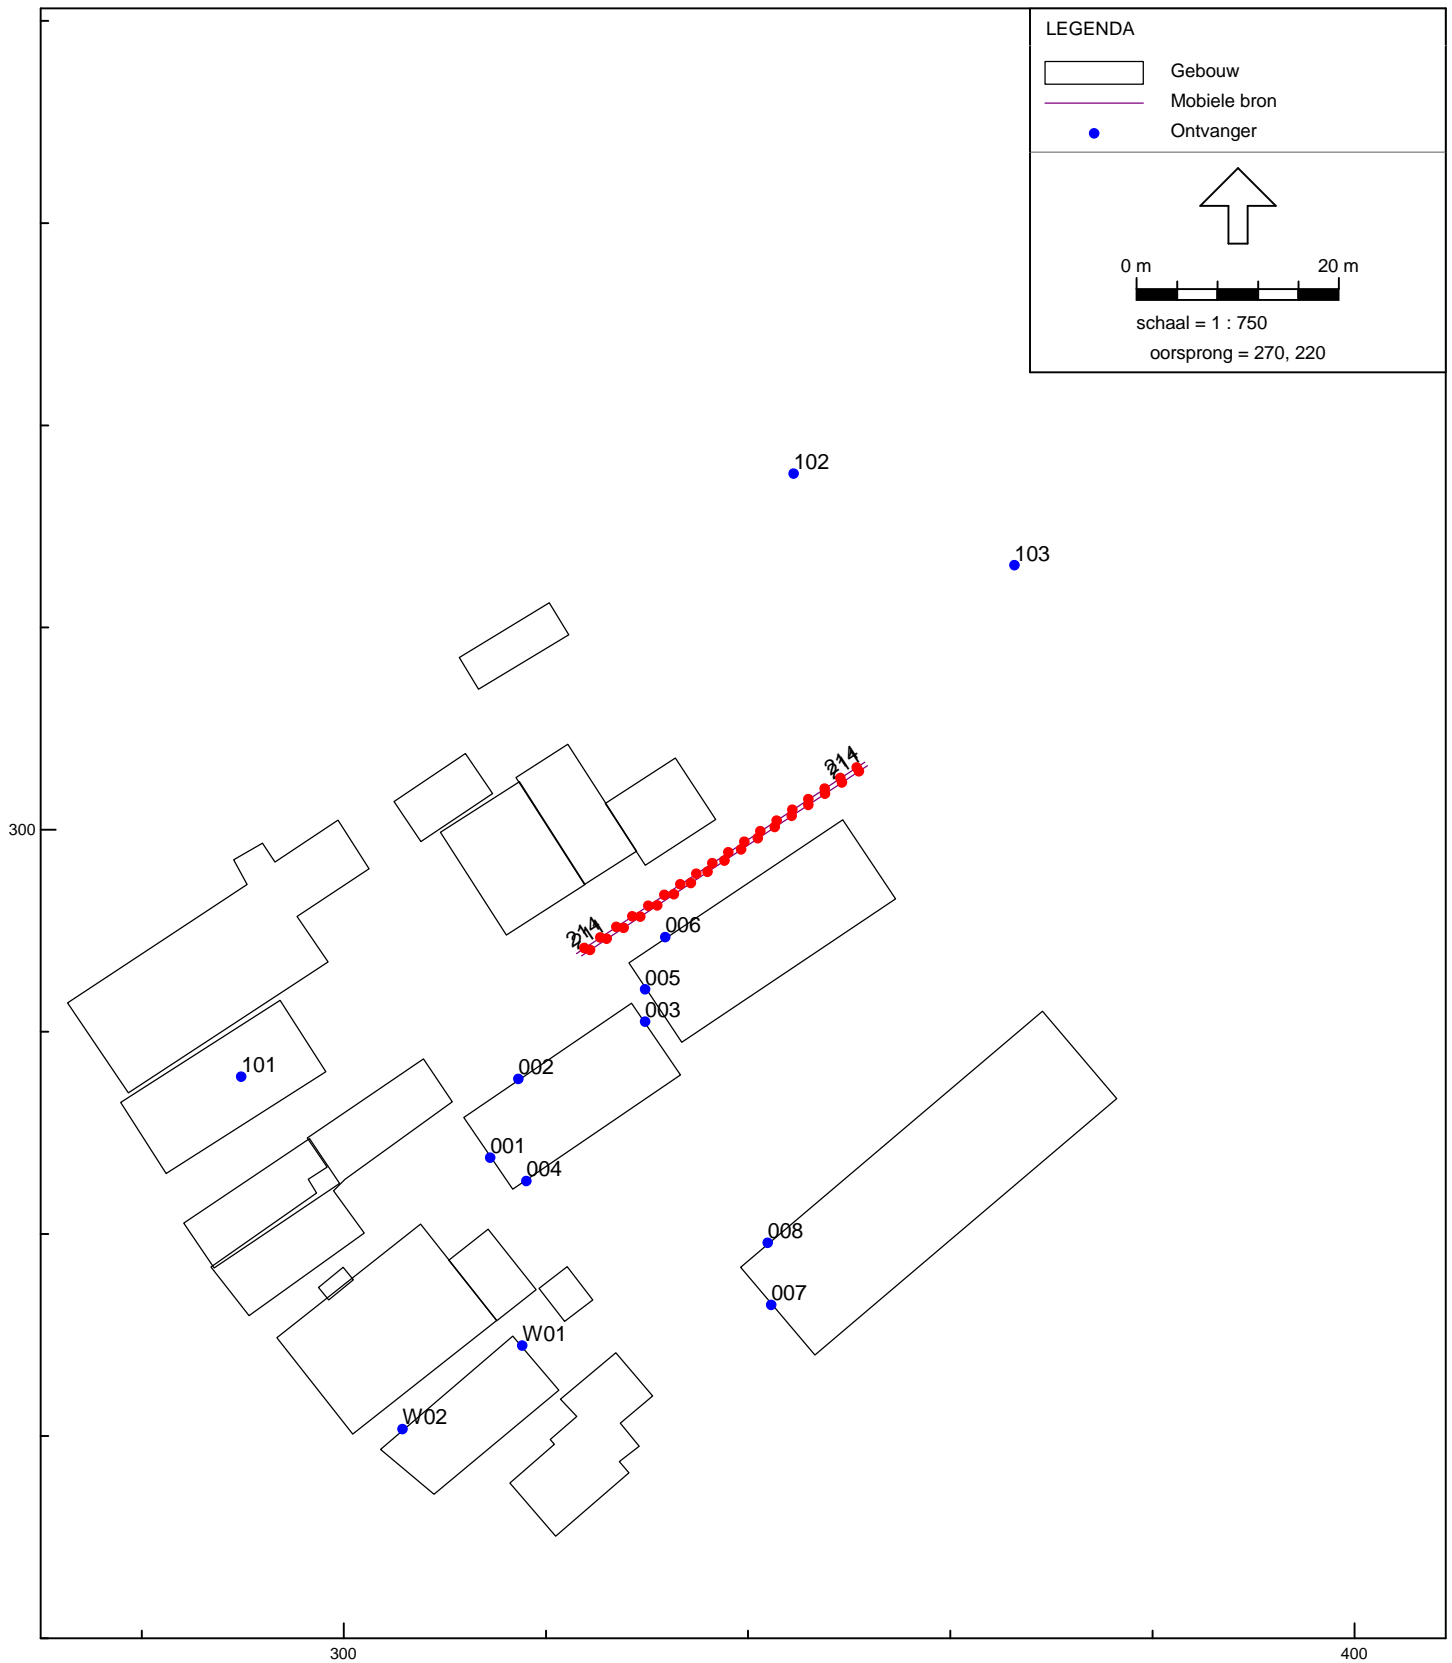 LEGENDA
Gebouw
Mobiele bron
Ontvanger
0 m 20 m
schaal = 1 : 750
oorsprong = 270, 220
102
103
300
006
005
003
101
002
001
004
008
007
W01
W02
300 400